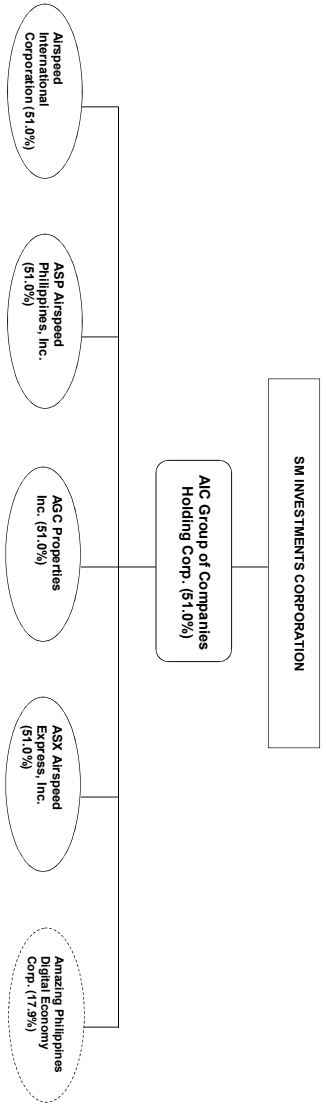 SM INVESTMENTS CORPORATION
AIC Group of Companies
Holding Corp. (51.0%)
Airspeed
International
Corporation (51.0%)
ASP Airspeed
Philippines, Inc.
(51.0%)
AGC Properties
Inc. (51.0%)
ASX Airspeed
Express, Inc.
(51.0%)
Amazing Philippines
Digital Economy
Corp. (17.9%)